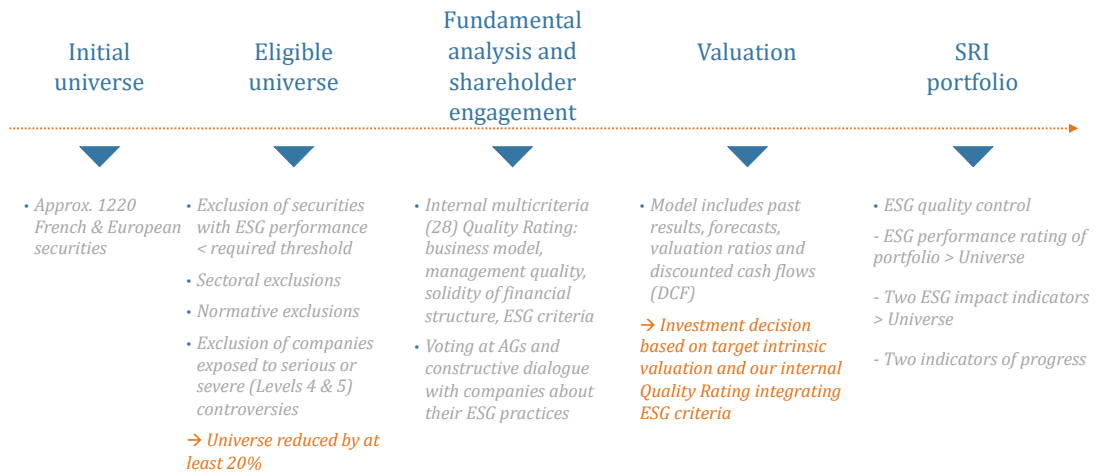 Initial
universe
Eligible
universe
Fundamental
analysis and
shareholder
engagement
Valuation
SRI
portfolio
• Approx. 1220
French & European
securities
• Exclusion of securities
with ESG performance
< required threshold
• Sectoral exclusions
• Normative exclusions
• Exclusion of companies
exposed to serious or
severe (Levels 4 & 5)
controversies
→ Universe reduced by at
least 20%
• Internal multicriteria
(28) Quality Rating:
business model,
management quality,
solidity of financial
structure, ESG criteria
• Voting at AGs and
constructive dialogue
with companies about
their ESG practices
• Model includes past
results, forecasts,
valuation ratios and
discounted cash flows
(DCF)
→ Investment decision
based on target intrinsic
valuation and our internal
Quality Rating integrating
ESG criteria
• ESG quality control
- ESG performance rating of
portfolio > Universe
- Two ESG impact indicators
> Universe
- Two indicators of progress